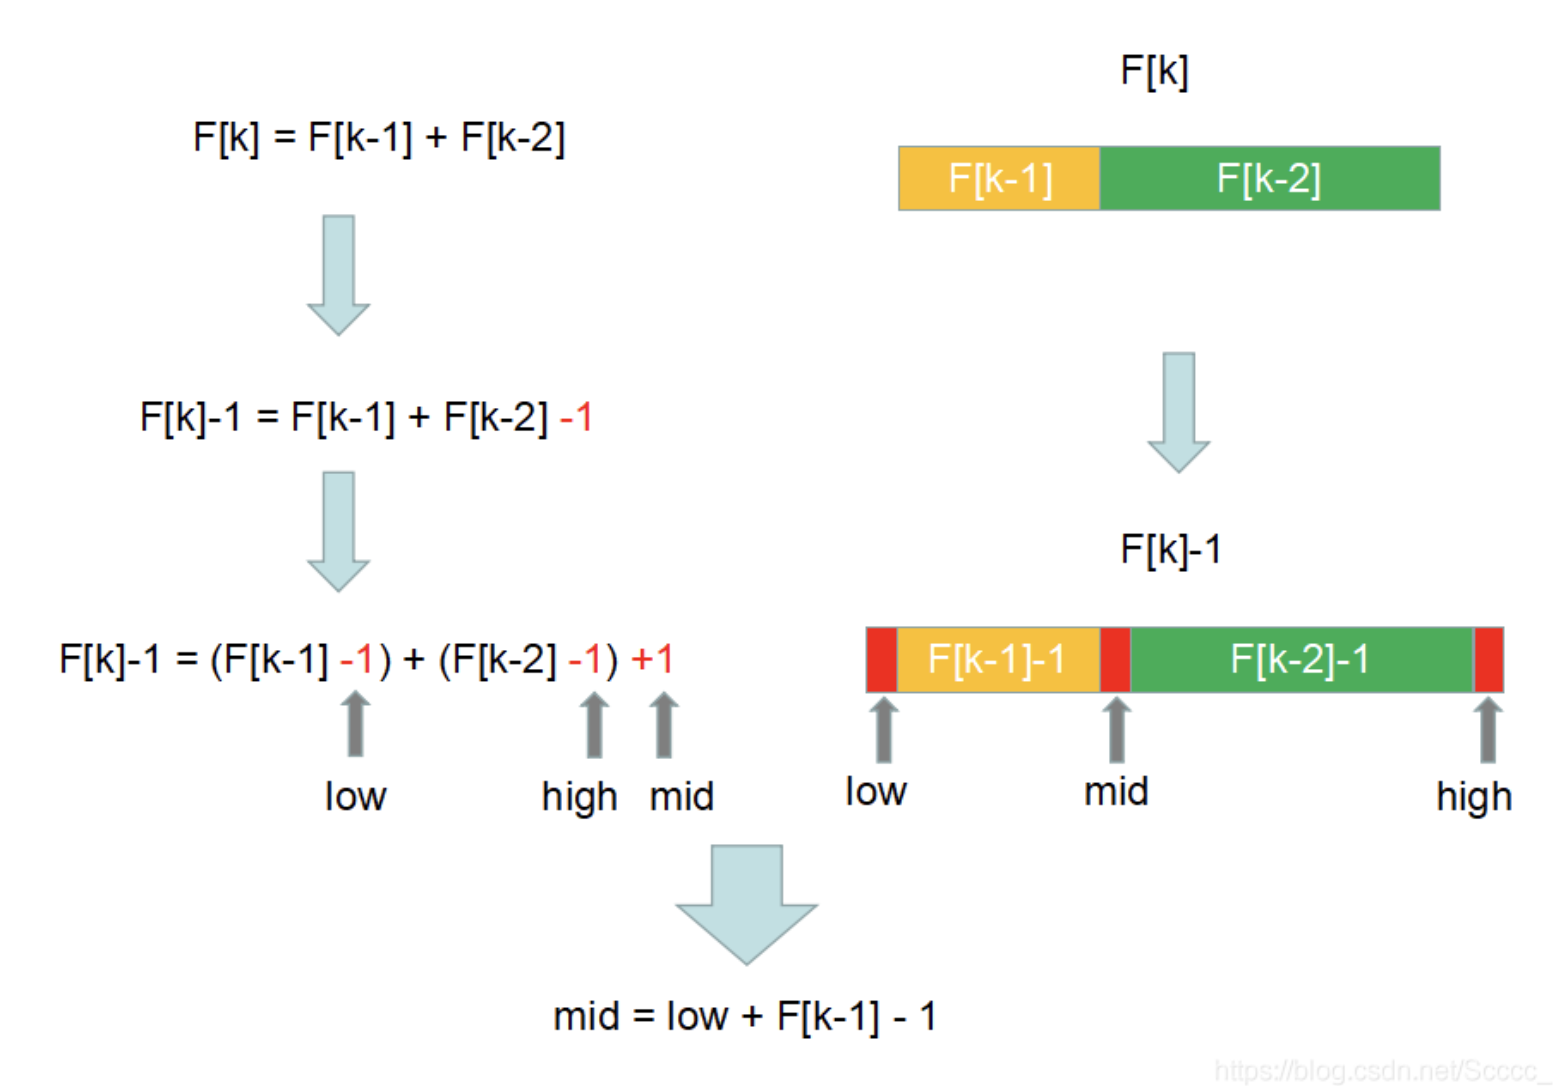 F[k]
F[k] = F[k-1] + F[k-2]
F[k-1] F[k-2]
F[k]-1 = F[k-1] + F[k-2] -1
F[k]-1
F[k]-1 = (F[k-1] -1) + (F[k-2] -1) +1
F[k-1]-1 F[k-2]-1
low high mid
low mid high
mid = low + F[k-1] - 1
https://blog.csdn.net/Scccc_